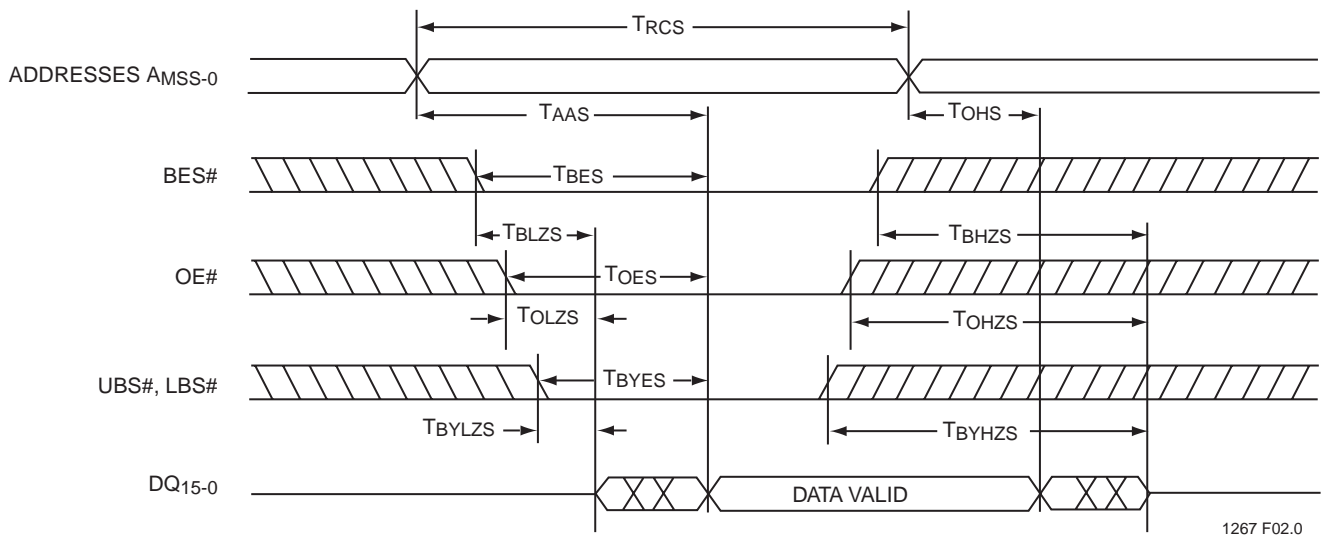 TRCS
ADDRESSES AMSS-0
TAAS
TOHS
BES#
TBES
TBLZS
TBHZS
OE#
TOES
TOLZS
TOHZS
UBS#, LBS#
TBYES
TBYLZS
TBYHZS
DQ15-0
DATA VALID
1267 F02.0